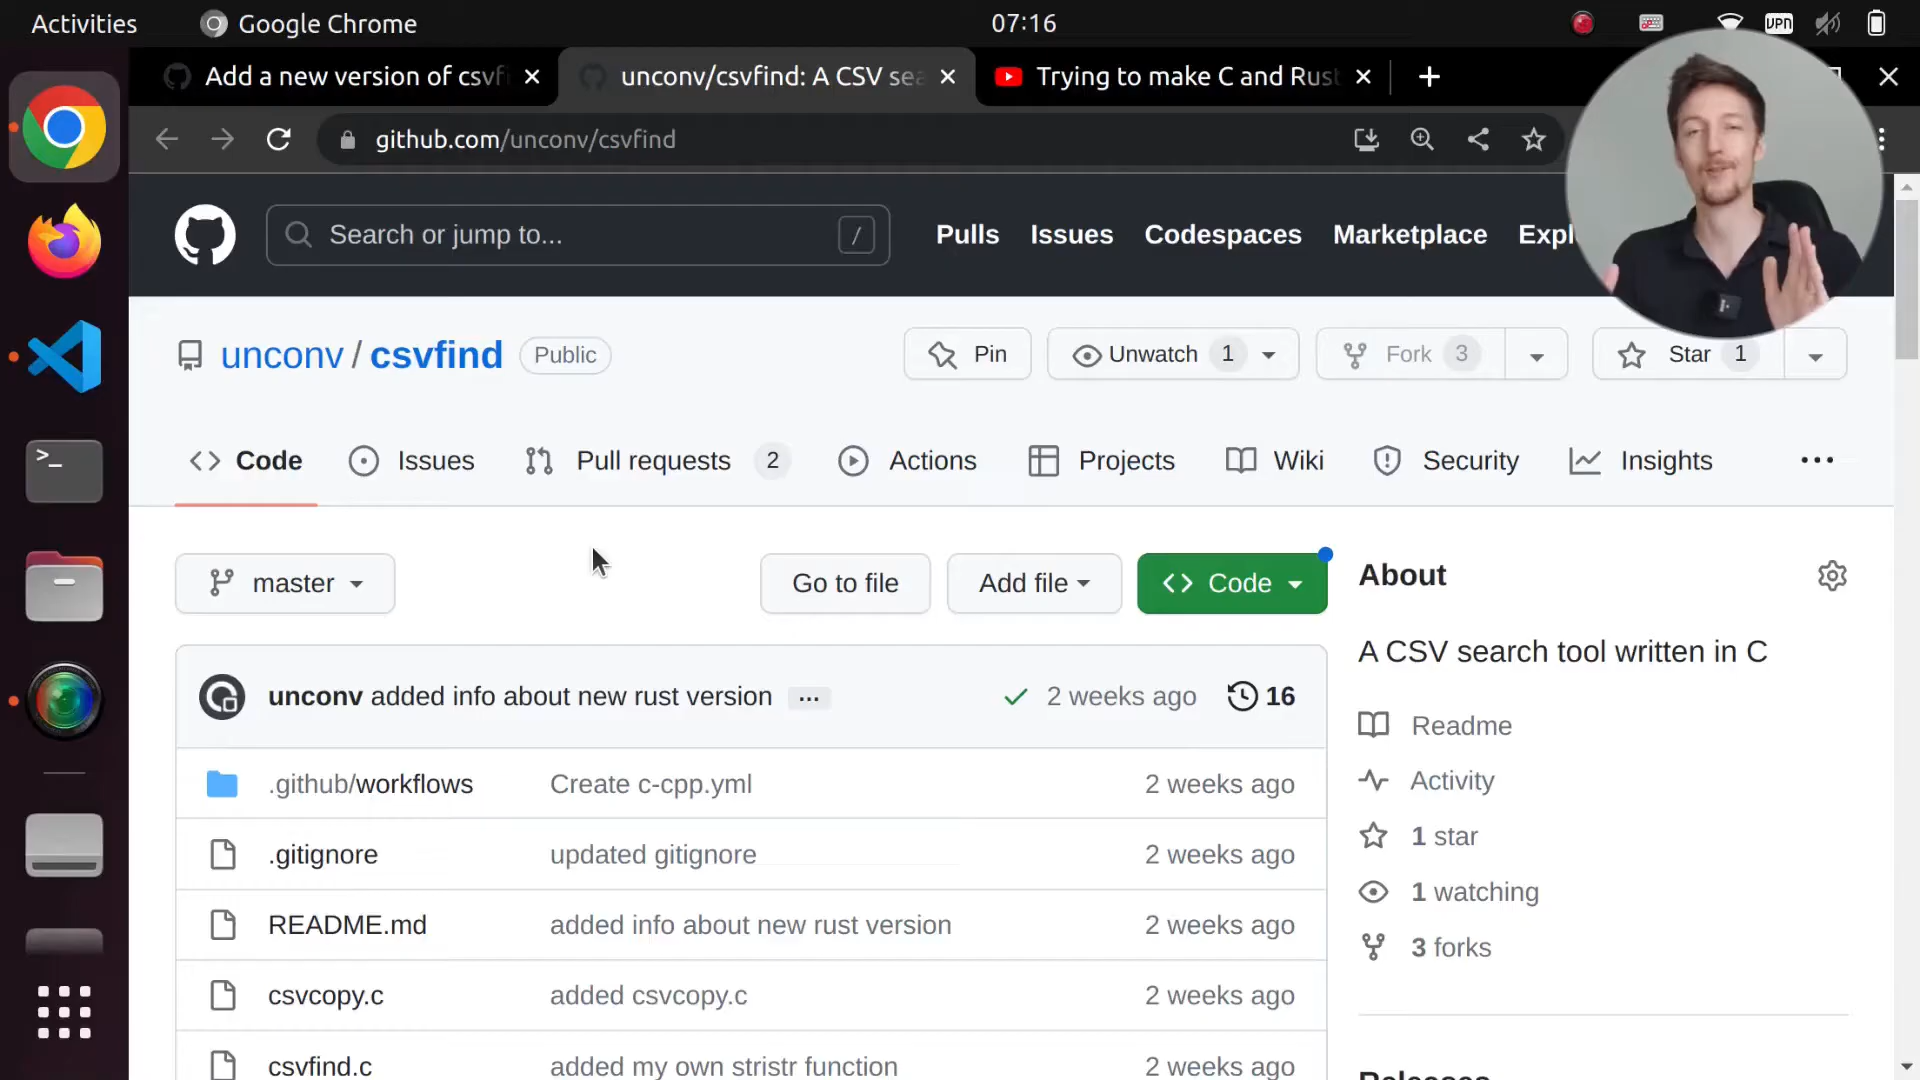 Activities
Google Chrome
07:16
VPN
Add a new version of csvf
unconv/csvfind: A CSV sea
Trying to make C and Rust
github.com/unconv/csvfind
Search or jump to...
/
Pulls
Issues
Codespaces
Marketplace
Expl
unconv / csvfind
Public
Pin
Unwatch 1
Fork 3
Star 1
Code
Issues
Pull requests 2
Actions
Projects
Wiki
Security
Insights
master
Go to file
Add file
Code
About
A CSV search tool written in C
unconv added info about new rust version
2 weeks ago
16
Readme
.github/workflows
Create c-cpp.yml
2 weeks ago
Activity
.gitignore
updated gitignore
2 weeks ago
1 star
README.md
added info about new rust version
2 weeks ago
1 watching
3 forks
csvcopy.c
added csvcopy.c
2 weeks ago
csvfind.c
added my own stristr function
2 weeks ago
Releases